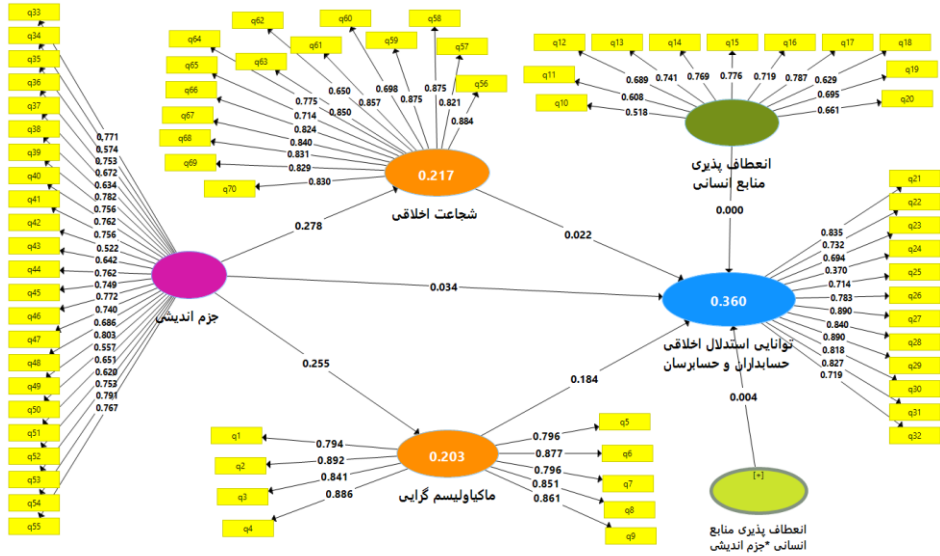 q33
q34
q35
q36
q37
q38
q39
q40
q41
q42
q43
q44
q45
q46
q47
q48
q49
q50
q51
q52
q53
q54
q55
0.771
0.574
0.753
0.672
0.634
0.782
0.756
0.762
0.756
0.522
0.642
0.762
0.749
0.772
0.740
0.686
0.803
0.557
0.651
0.620
0.753
0.791
0.767
جزم اندیشی
q64
q65
q66
q67
q68
q69
q70
q62
q63
q61
q60
q59
q58
q57
q56
0.775
0.714
0.824
0.840
0.831
0.829
0.830
0.650
0.850
0.857
0.698
0.875
0.875
0.821
0.884
0.217
شجاعت اخلاقی
q12
q13
q14
q15
q16
q17
q18
q11
q19
q10
q20
0.689
0.741
0.769
0.776
0.719
0.787
0.629
0.608
0.695
0.518
0.661
انعطاف پذیری
منابع انسانی
0.278
0.022
0.000
0.034
0.255
0.184
0.004
0.360
توانایی استدلال اخلاقی
حسابداران و حسابرسان
q21
q22
q23
q24
q25
q26
q27
q28
q29
q30
q31
q32
0.835
0.732
0.694
0.370
0.714
0.783
0.890
0.840
0.890
0.818
0.827
0.719
q1
q2
q3
q4
0.794
0.892
0.841
0.886
0.203
ماکیاولیسم گرایی
0.796
0.877
0.796
0.851
0.861
q5
q6
q7
q8
q9
[+]
انعطاف پذیری منابع
انسانی *جزم اندیشی